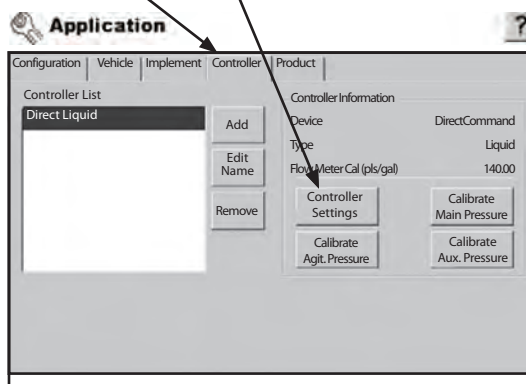 Application
?
Configuration Vehicle Implement Controller Product
Controller List
Direct Liquid
Add
Edit
Name
Remove
Controller Information
Device DirectCommand
Type Liquid
Flow Meter Cal (pls/gal) 140.00
Controller
Settings
Calibrate
Main Pressure
Calibrate
Agit. Pressure
Calibrate
Aux. Pressure